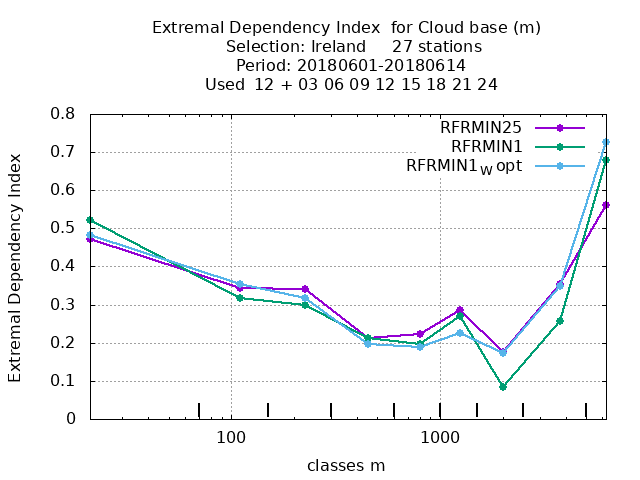 Extremal Dependency Index  for Cloud base (m)
Selection: Ireland     27 stations
Period: 20180601-20180614
Used  12 + 03 06 09 12 15 18 21 24
RFRMIN25
RFRMIN1
RFRMIN1W opt
Extremal Dependency Index
0.8
0.7
0.6
0.5
0.4
0.3
0.2
0.1
0
100
1000
classes m